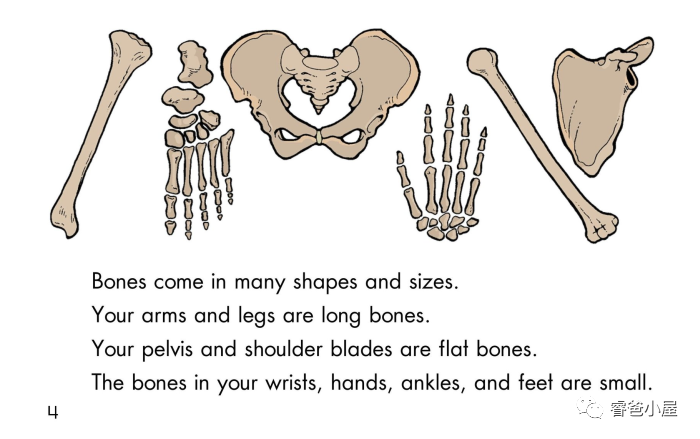 Bones come in many shapes and sizes.
Your arms and legs are long bones.
Your pelvis and shoulder blades are flat bones.
The bones in your wrists, hands, ankles, and feet are small.
4
睿爸小屋